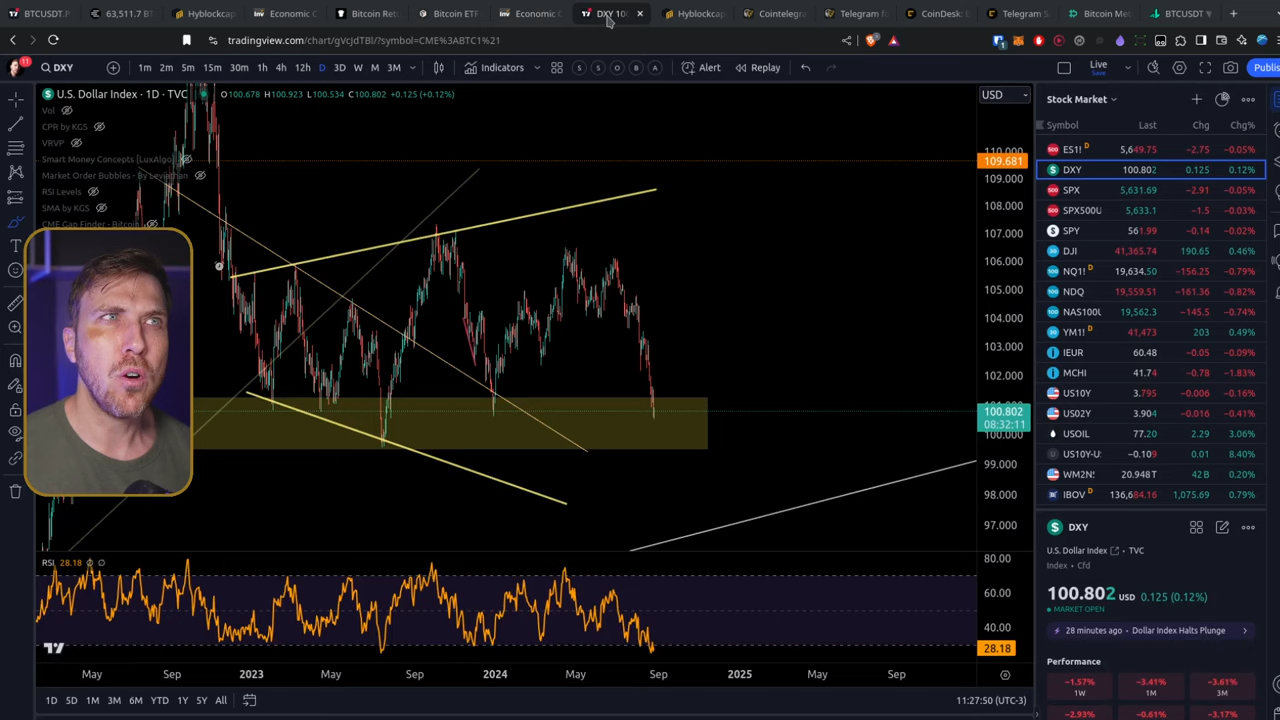 BTCUSDT.P
63,511.7 BT
Hyblockcap
Economic C
Bitcoin Ret
Bitcoin ETF
Economic C
DXY 10
Hyblockcap
Cointelegra
Telegram fo
CoinDesk: B
Telegram S
Bitcoin Met
BTCUSDT
tradingview.com/chart/gVcJdTBl/?symbol=CME%3ABTC1%21
11
DXY
1m 2m 5m 15m 30m 1h 4h 12h D 3D W M 3M
Indicators
S S O B A
Alert
Replay
Live
Save
Publis
U.S. Dollar Index · 1D · TVC
O100.678 H100.923 L100.534 C100.802 +0.125 (+0.12%)
USD
Vol
CPR by KGS
VRVP
Smart Money Concepts [LuxAlgo]
Market Order Bubbles - By Leviathan
RSI Levels
SMA by KGS
CME Gap Finder - Bitcoin
110.000
109.681
109.000
108.000
107.000
106.000
105.000
104.000
103.000
102.000
101.000
100.802
08:32:11
100.000
99.000
98.000
97.000
RSI 28.18
80.00
60.00
40.00
28.18
May Sep 2023 May Sep 2024 May Sep 2025 May Sep
1D 5D 1M 3M 6M YTD 1Y 5Y All
11:27:50 (UTC-3)
Stock Market
Symbol Last Chg Chg%
ES1! D 5,649.75 −2.75 −0.05%
DXY 100.802 0.125 0.12%
SPX 5,631.69 −2.91 −0.05%
SPX500U 5,633.1 −1.5 −0.03%
SPY 561.99 −0.14 −0.02%
DJI 41,365.74 190.65 0.46%
NQ1! D 19,634.50 −156.25 −0.79%
NDQ 19,559.51 −161.36 −0.82%
NAS100U 19,562.3 −145.5 −0.74%
YM1! D 41,473 203 0.49%
IEUR 60.48 −0.05 −0.09%
MCHI 41.74 −0.78 −1.83%
US10Y 3.795 −0.006 −0.16%
US02Y 3.904 −0.016 −0.41%
USOIL 77.20 2.29 3.06%
US10Y-U −0.109 0.01 8.40%
WM2NS 20.948T 42B 0.20%
IBOV D 136,684.16 1,075.69 0.79%
DXY
U.S. Dollar Index TVC
Index • Cfd
100.802 USD 0.125 (0.12%)
MARKET OPEN
28 minutes ago • Dollar Index Halts Plunge
Performance
−1.57% 1W
−3.41% 1M
−3.61% 3M
−2.93%
−0.61%
−3.17%